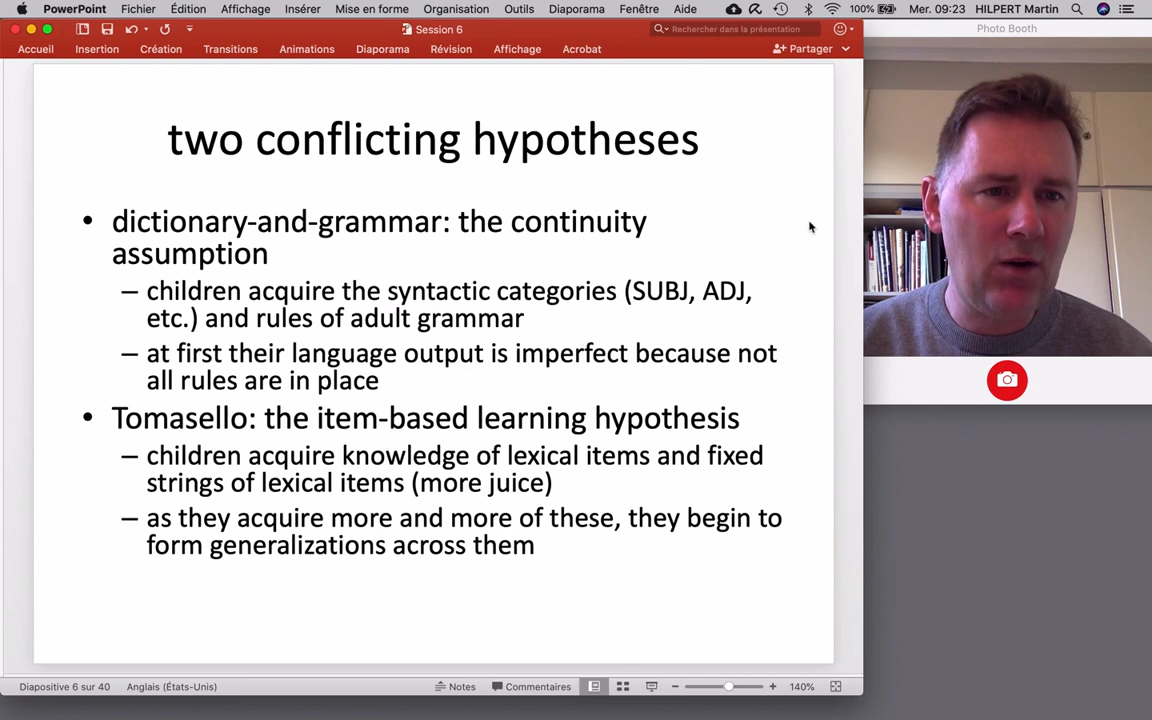 PowerPoint Fichier Édition Affichage Insérer Mise en forme Organisation Outils Diaporama Fenêtre Aide 100% Mer. 09:23 HILPERT Martin
Session 6
Rechercher dans la présentation
Photo Booth
Accueil Insertion Création Transitions Animations Diaporama Révision Affichage Acrobat Partager
two conflicting hypotheses
• dictionary-and-grammar: the continuity
assumption
– children acquire the syntactic categories (SUBJ, ADJ,
etc.) and rules of adult grammar
– at first their language output is imperfect because not
all rules are in place
• Tomasello: the item-based learning hypothesis
– children acquire knowledge of lexical items and fixed
strings of lexical items (more juice)
– as they acquire more and more of these, they begin to
form generalizations across them
Diapositive 6 sur 40 Anglais (États-Unis) Notes Commentaires 140%